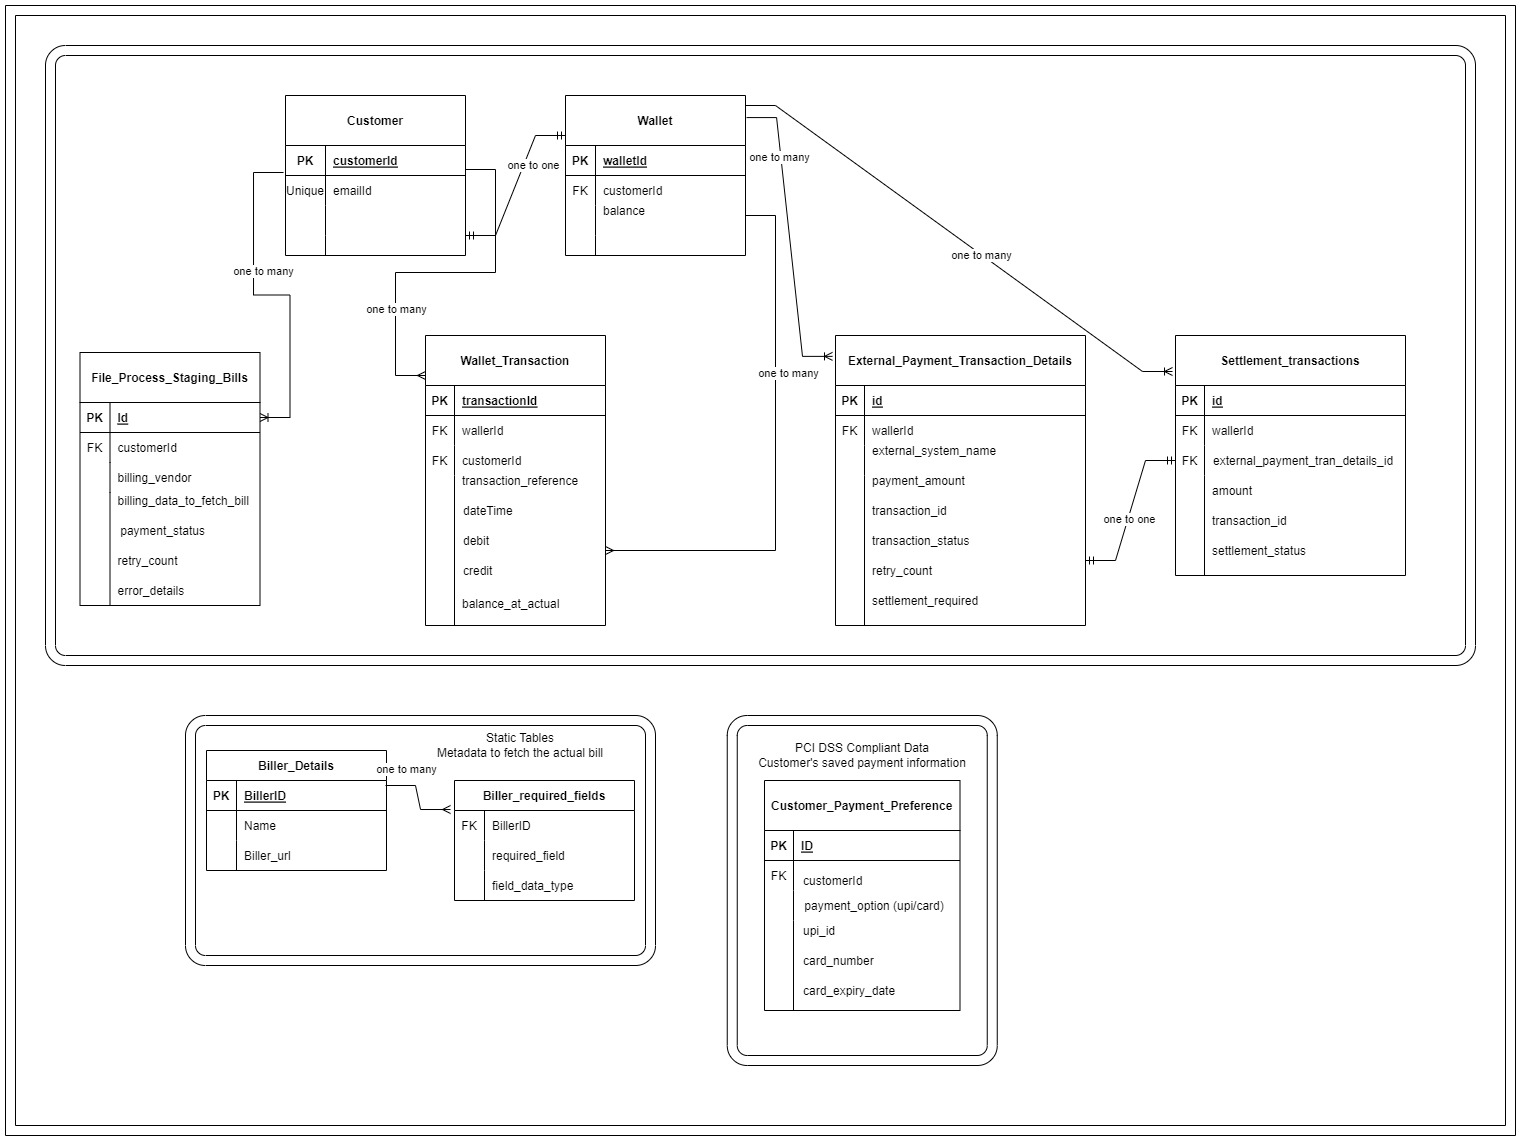 Customer
PK
customerId
Unique
emailId
one to one
Wallet
PK
walletId
FK
customerId
balance
one to many
one to many
one to many
one to many
one to many
File_Process_Staging_Bills
PK
Id
FK
customerId
billing_vendor
billing_data_to_fetch_bill
payment_status
retry_count
error_details
Wallet_Transaction
PK
transactionId
FK
wallerId
FK
customerId
transaction_reference
dateTime
debit
credit
balance_at_actual
External_Payment_Transaction_Details
PK
id
FK
wallerId
external_system_name
payment_amount
transaction_id
transaction_status
retry_count
settlement_required
one to one
Settlement_transactions
PK
id
FK
wallerId
FK
external_payment_tran_details_id
amount
transaction_id
settlement_status
Static Tables
Metadata to fetch the actual bill
Biller_Details
PK
BillerID
Name
Biller_url
one to many
Biller_required_fields
FK
BillerID
required_field
field_data_type
PCI DSS Compliant Data
Customer's saved payment information
Customer_Payment_Preference
PK
ID
FK
customerId
payment_option (upi/card)
upi_id
card_number
card_expiry_date